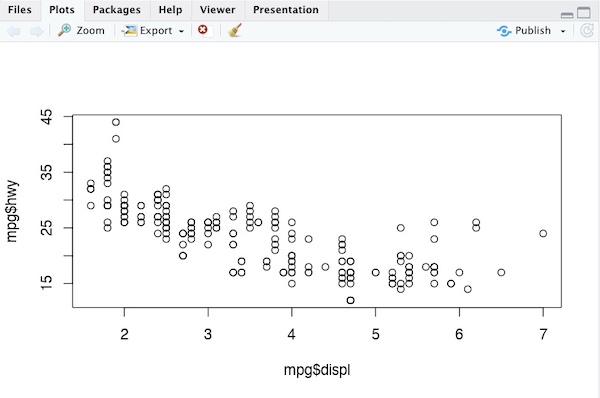 Files Plots Packages Help Viewer Presentation
Zoom Export Publish
45
25
15
mpg$hwy
2 3 4 5 6 7
mpg$displ